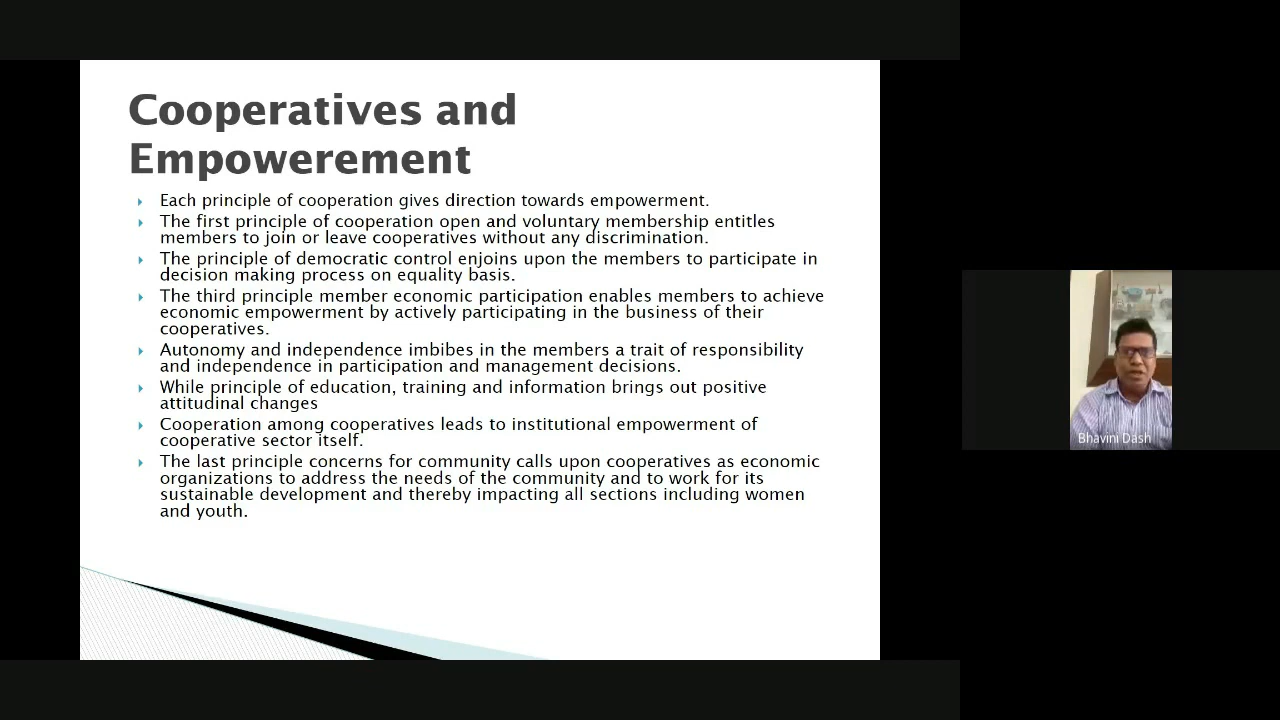 Cooperatives and
Empowerement
Each principle of cooperation gives direction towards empowerment.
The first principle of cooperation open and voluntary membership entitles
members to join or leave cooperatives without any discrimination.
The principle of democratic control enjoins upon the members to participate in
decision making process on equality basis.
The third principle member economic participation enables members to achieve
economic empowerment by actively participating in the business of their
cooperatives.
Autonomy and independence imbibes in the members a trait of responsibility
and independence in participation and management decisions.
While principle of education, training and information brings out positive
attitudinal changes
Cooperation among cooperatives leads to institutional empowerment of
cooperative sector itself.
The last principle concerns for community calls upon cooperatives as economic
organizations to address the needs of the community and to work for its
sustainable development and thereby impacting all sections including women
and youth.
Bhavini Dash